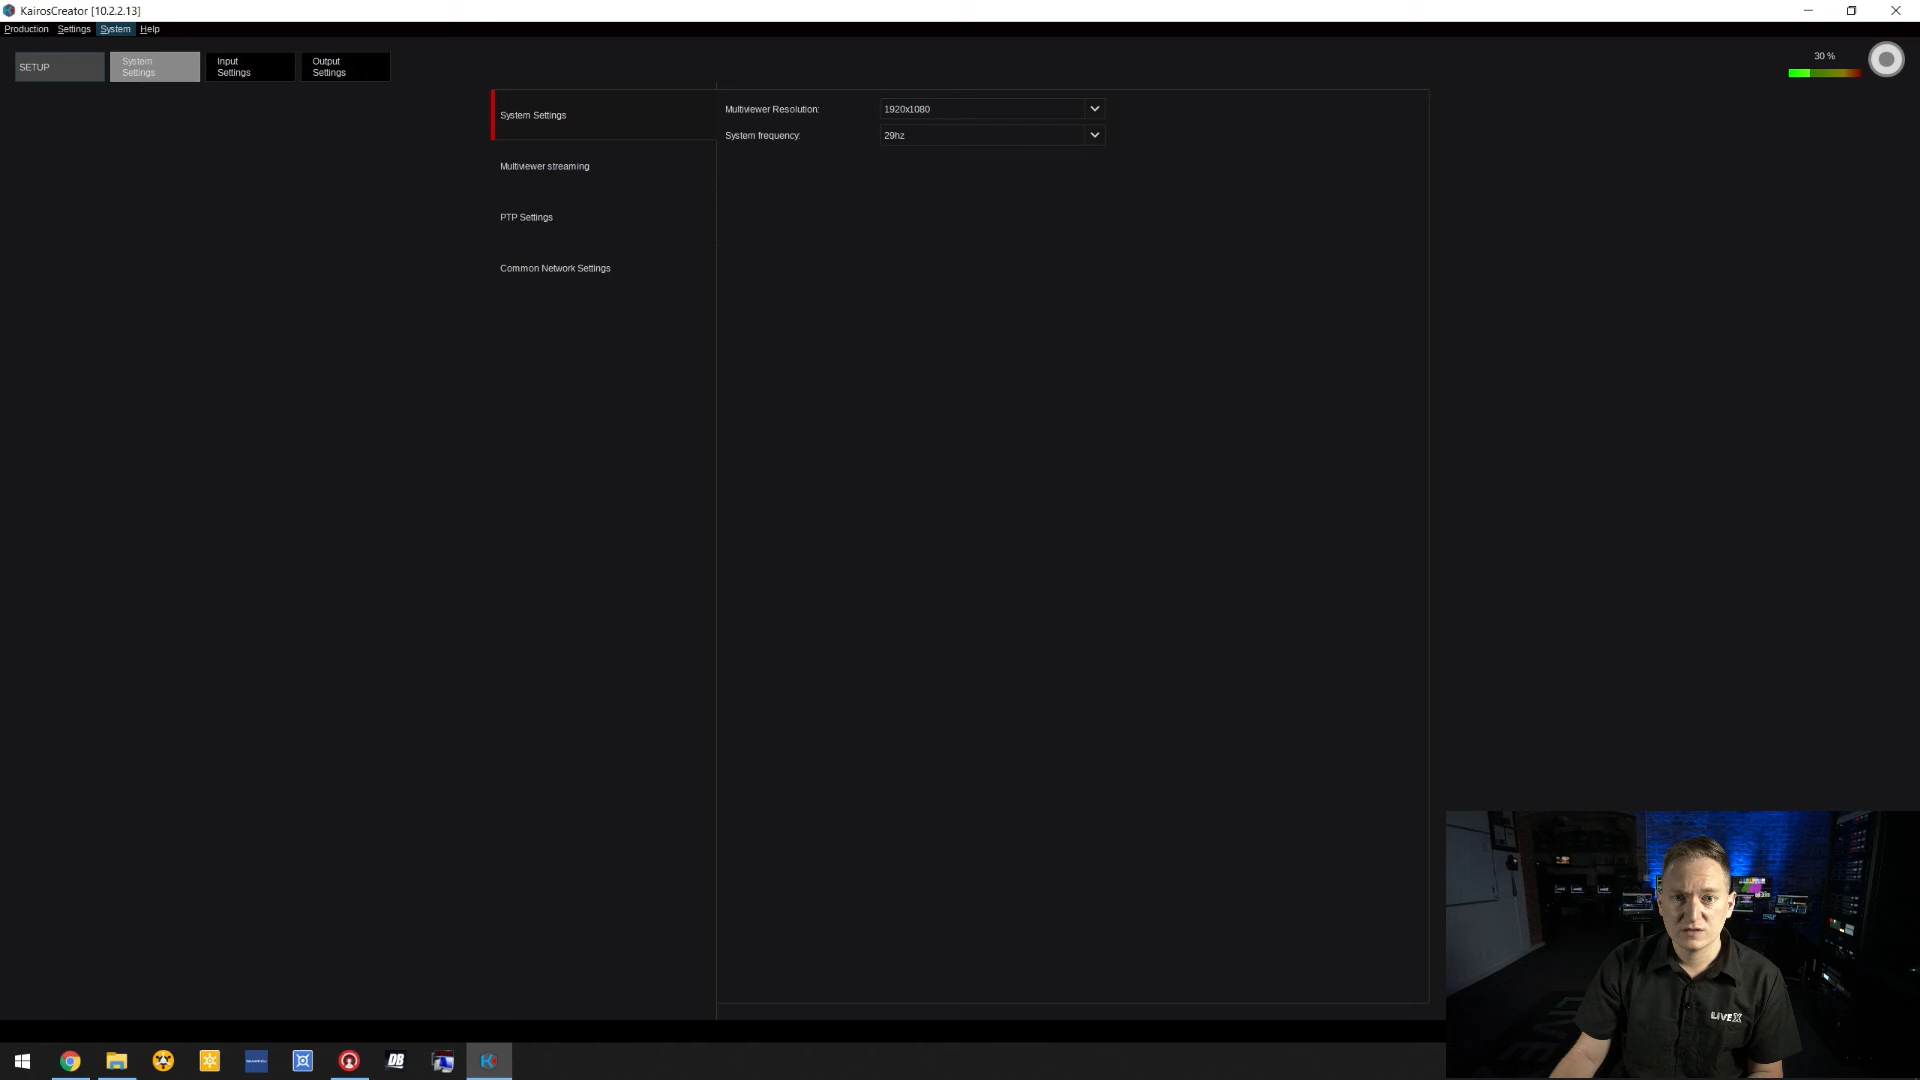 KairosCreator [10.2.2.13]
Production Settings System Help
SETUP
System
Settings
Input
Settings
Output
Settings
30 %
System Settings
Multiviewer streaming
PTP Settings
Common Network Settings
Multiviewer Resolution:
1920x1080
System frequency:
29hz
DB
LIVEX